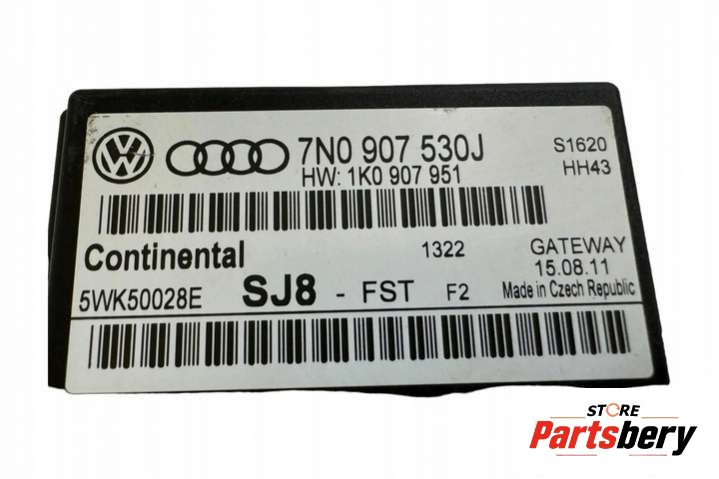 7N0 907 530J S1620
HW: 1K0 907 951 HH43
Continental 1322 GATEWAY
15.08.11
5WK50028E SJ8 - FST F2 Made in Czech Republic
STORE
Partsbery